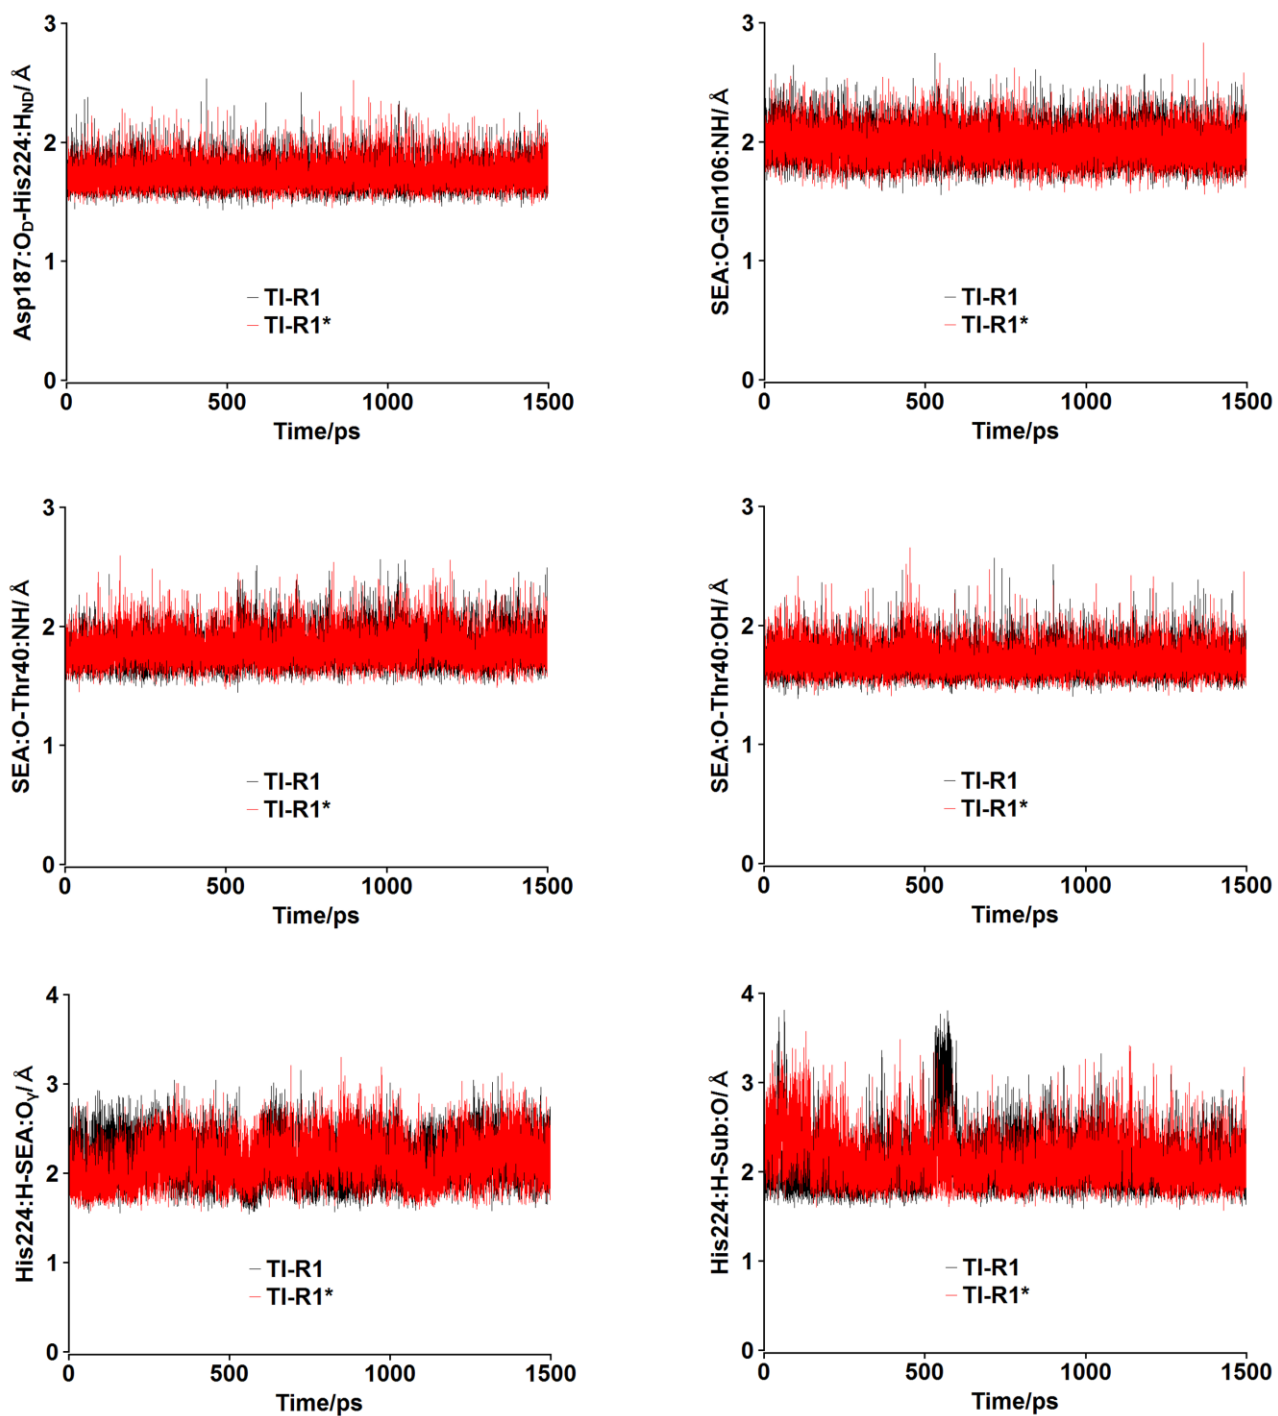 Asp187:O_D-His224:H_ND/ Å
3
2
1
0
TI-R1
TI-R1*
0 500 1000 1500
Time/ps
SEA:O-Gln106:NH/ Å
3
2
1
0
TI-R1
TI-R1*
0 500 1000 1500
Time/ps
SEA:O-Thr40:NH/ Å
3
2
1
0
TI-R1
TI-R1*
0 500 1000 1500
Time/ps
SEA:O-Thr40:OH/ Å
3
2
1
0
TI-R1
TI-R1*
0 500 1000 1500
Time/ps
His224:H-SEA:Oγ/ Å
4
3
2
1
0
TI-R1
TI-R1*
0 500 1000 1500
Time/ps
His224:H-Sub:O/ Å
4
3
2
1
0
TI-R1
TI-R1*
0 500 1000 1500
Time/ps